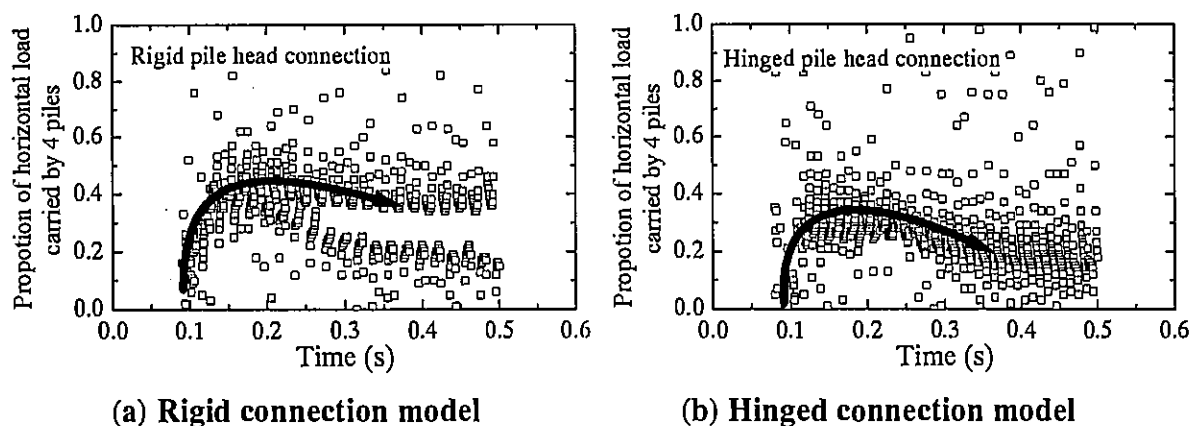 Propotion of horizontal load
carried by 4 piles
1.0
0.8
0.6
0.4
0.2
0.0
Rigid pile head connection
0.0 0.1 0.2 0.3 0.4 0.5 0.6
Time (s)
(a) Rigid connection model
Propotion of horizontal load
carried by 4 piles
1.0
0.8
0.6
0.4
0.2
0.0
Hinged pile head connection
0.0 0.1 0.2 0.3 0.4 0.5 0.6
Time (s)
(b) Hinged connection model